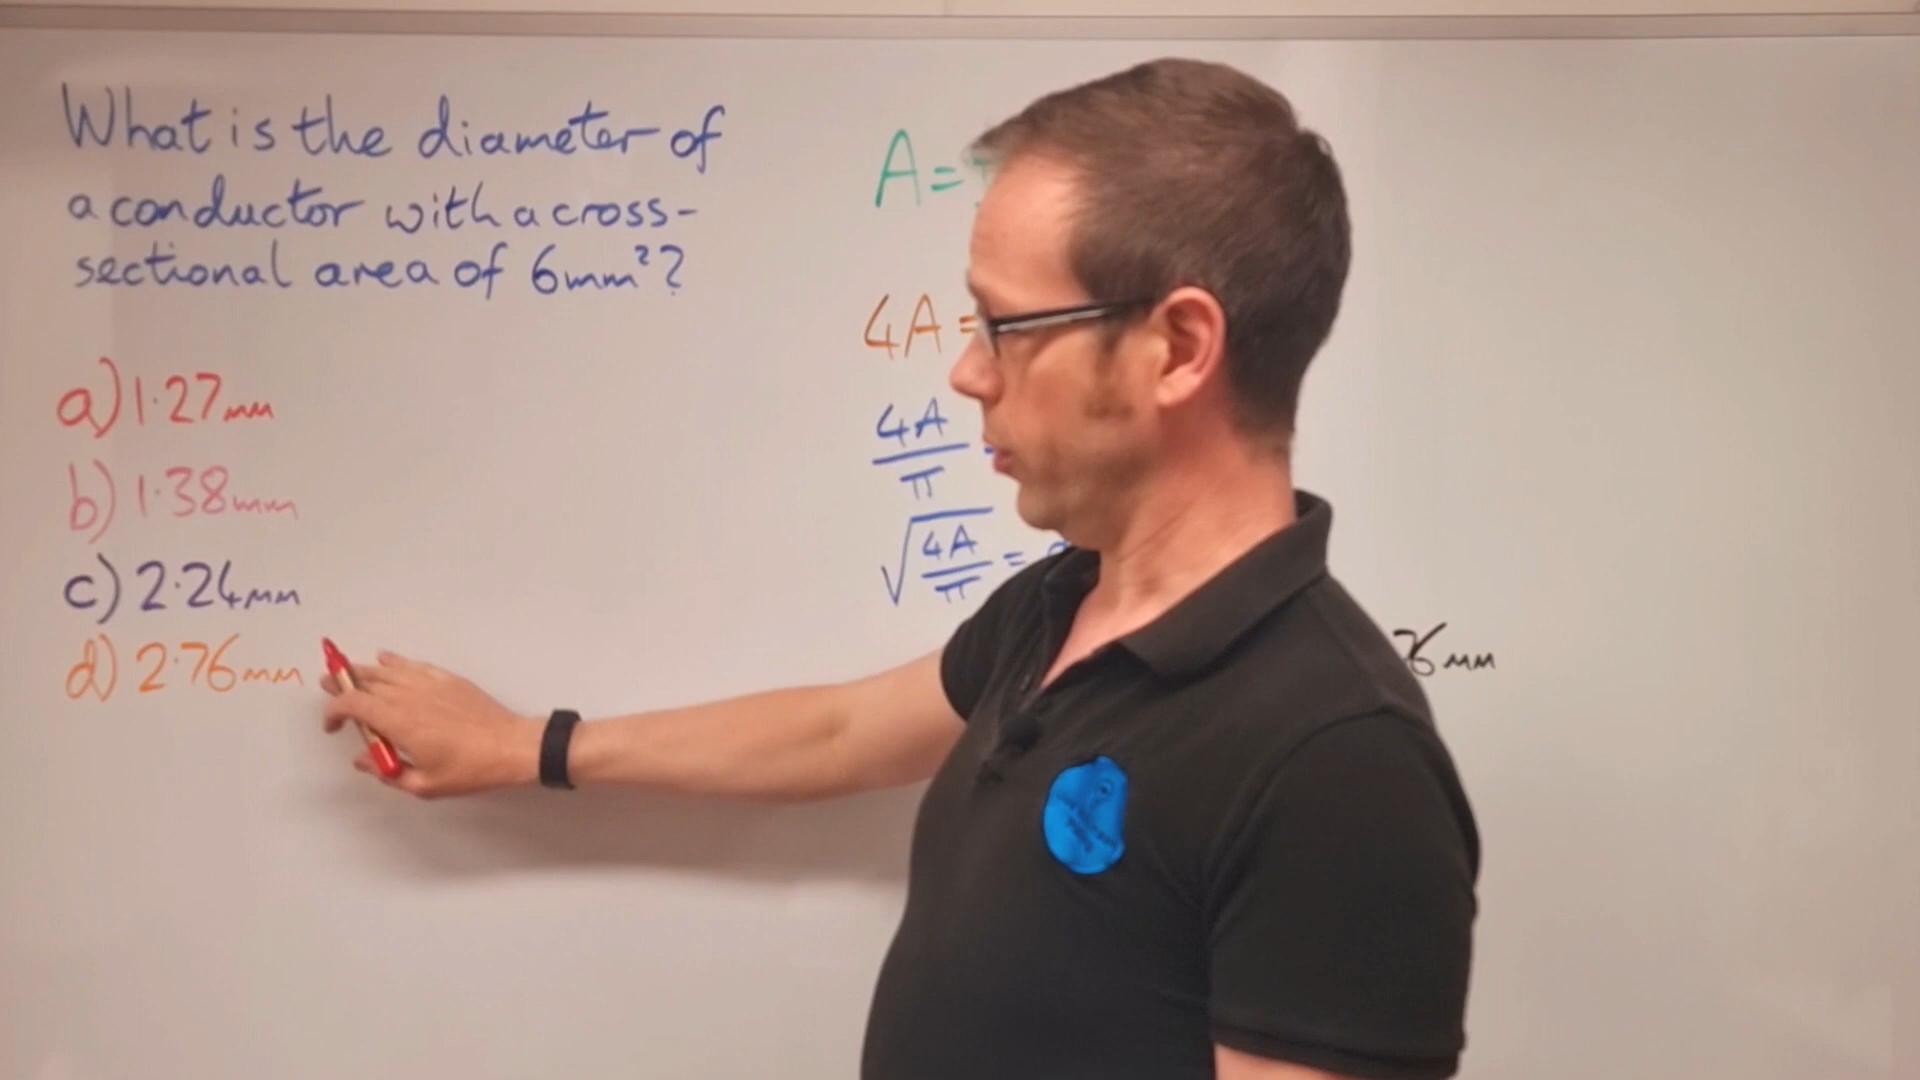 What is the diameter of
a conductor with a cross-
sectional area of 6mm²?
a) 1.27mm
b) 1.38mm
c) 2.24mm
d) 2.76mm
A =
4A =
4A
π
√4A =
π
76mm